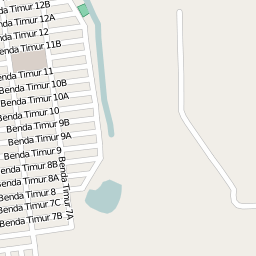 Benda Timur 12B
Benda Timur 12A
Benda Timur 12
Benda Timur 11B
Benda Timur 11
Benda Timur 10B
Benda Timur 10A
Benda Timur 10
Benda Timur 9B
Benda Timur 9A
Benda Timur 9
Benda Timur 8B
Benda Timur 8A
Benda Timur 8
Benda Timur 7C
Benda Timur 7B
Benda Timur 7A